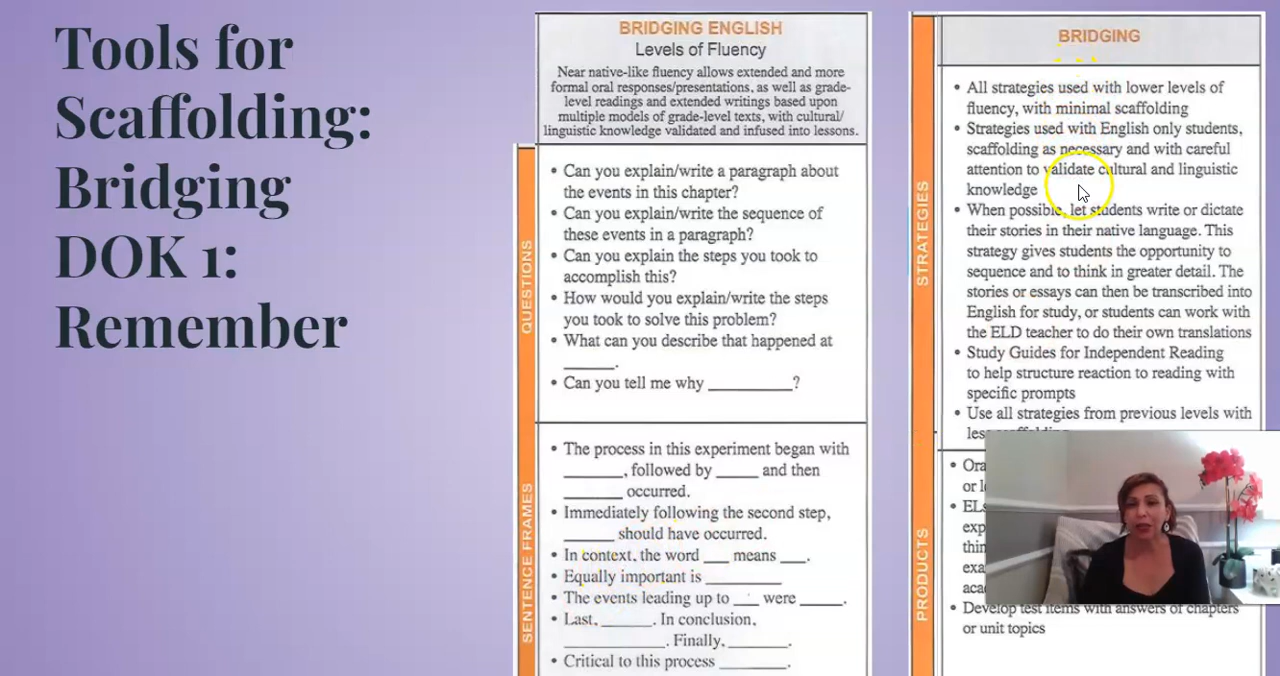 Tools for
Scaffolding:
Bridging
DOK 1:
Remember
BRIDGING ENGLISH
Levels of Fluency
Near native-like fluency allows extended and more
formal oral responses/presentations, as well as grade-
level readings and extended writings based upon
multiple models of grade-level texts, with cultural/
linguistic knowledge validated and infused into lessons.
QUESTIONS
• Can you explain/write a paragraph about
the events in this chapter?
• Can you explain/write the sequence of
these events in a paragraph?
• Can you explain the steps you took to
accomplish this?
• How would you explain/write the steps
you took to solve this problem?
• What can you describe that happened at
______.
• Can you tell me why __________?
SENTENCE FRAMES
• The process in this experiment began with
_______, followed by _____ and then
_______ occurred.
• Immediately following the second step,
______ should have occurred.
• In context, the word ___ means ___.
• Equally important is _________
• The events leading up to ___ were _____.
• Last, ______. In conclusion,
____________. Finally, _______.
• Critical to this process ________.
BRIDGING
STRATEGIES
• All strategies used with lower levels of
fluency, with minimal scaffolding
• Strategies used with English only students,
scaffolding as necessary and with careful
attention to validate cultural and linguistic
knowledge
• When possible, let students write or dictate
their stories in their native language. This
strategy gives students the opportunity to
sequence and to think in greater detail. The
stories or essays can then be transcribed into
English for study, or students can work with
the ELD teacher to do their own translations
• Study Guides for Independent Reading
to help structure reaction to reading with
specific prompts
• Use all strategies from previous levels with
PRODUCTS
• Develop test items with answers of chapters
or unit topics